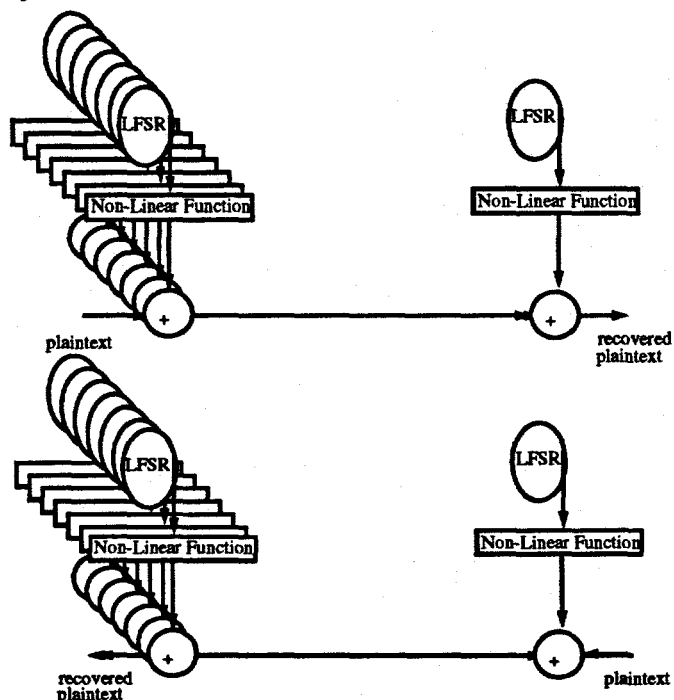 LFSR
LFSR
Non-Linear Function
Non-Linear Function
+
+
plaintext
recovered
plaintext
LFSR
LFSR
Non-Linear Function
Non-Linear Function
+
+
recovered
plaintext
plaintext